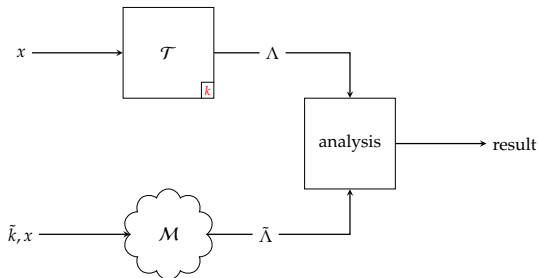 x
𝒯
k
Λ
analysis
result
k̃, x
ℳ
Λ̃